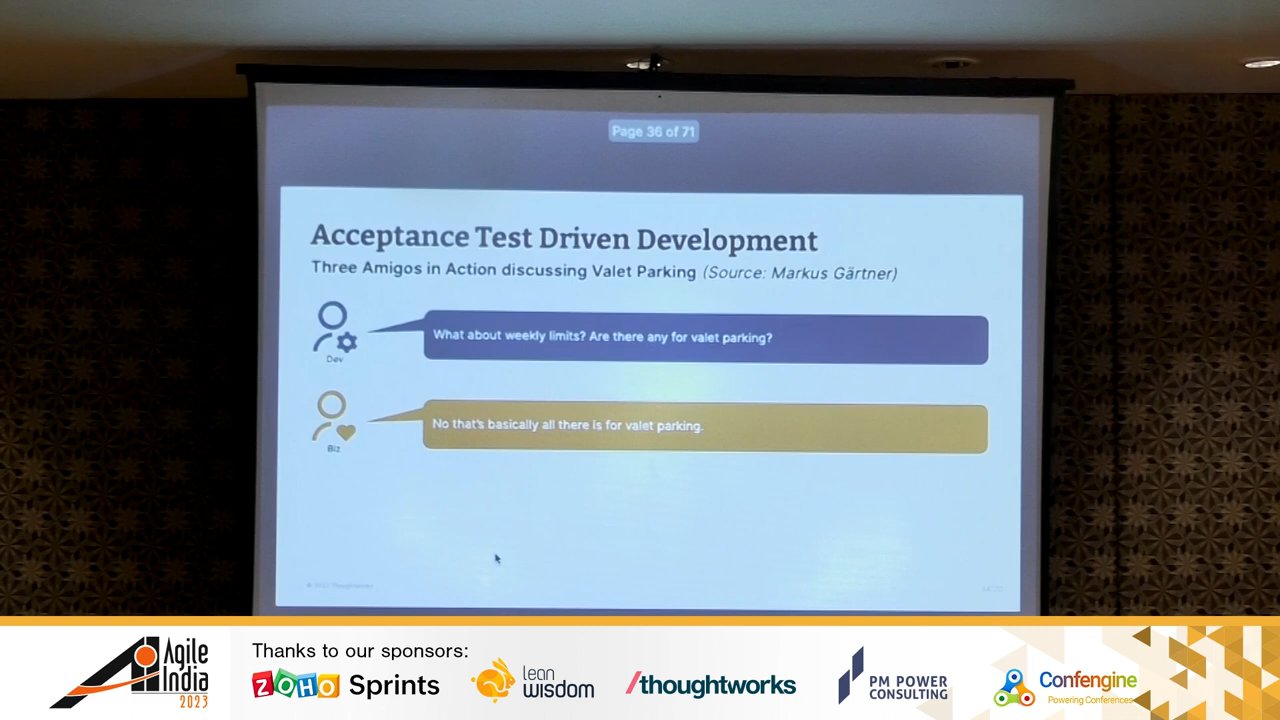 Page 36 of 71
Acceptance Test Driven Development
Three Amigos in Action discussing Valet Parking (Source: Markus Gärtner)
What about weekly limits? Are there any for valet parking?
Dev
No that's basically all there is for valet parking.
Biz
Agile
India
2023
Thanks to our sponsors:
ZOHO Sprints
lean
wisdom
/thoughtworks
PM POWER
CONSULTING
Confengine
Powering Conferences